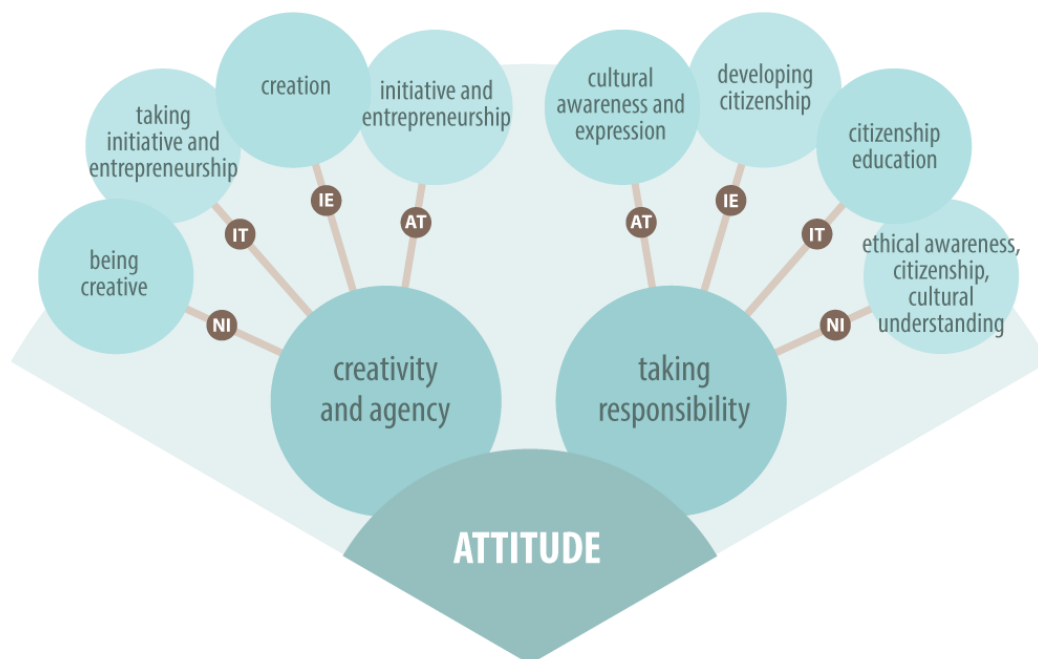 creation
initiative and
entrepreneurship
taking
initiative and
entrepreneurship
being
creative
IE
AT
IT
NI
creativity
and agency
cultural
awareness and
expression
developing
citizenship
citizenship
education
ethical awareness,
citizenship,
cultural
understanding
AT
IE
IT
NI
taking
responsibility
ATTITUDE